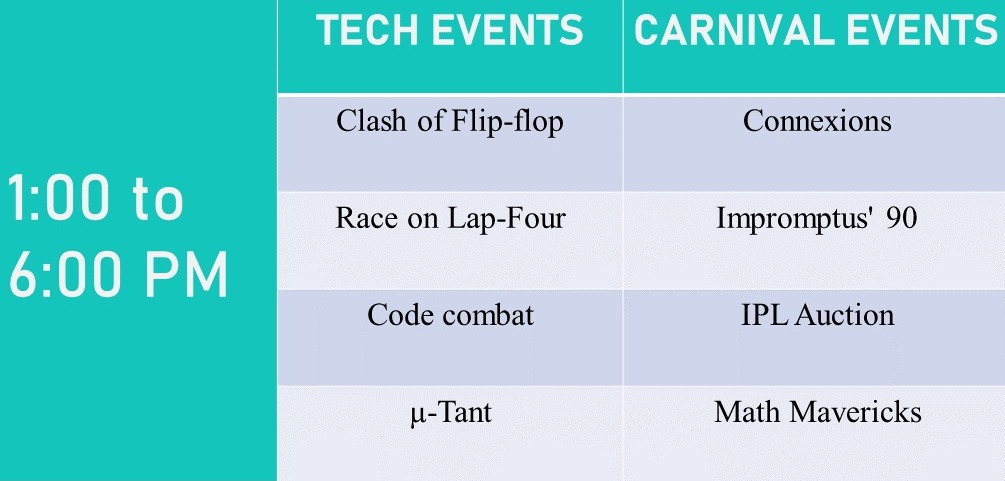 TECH EVENTS
CARNIVAL EVENTS
1:00 to
6:00 PM
Clash of Flip-flop
Connexions
Race on Lap-Four
Impromptus' 90
Code combat
IPL Auction
µ-Tant
Math Mavericks